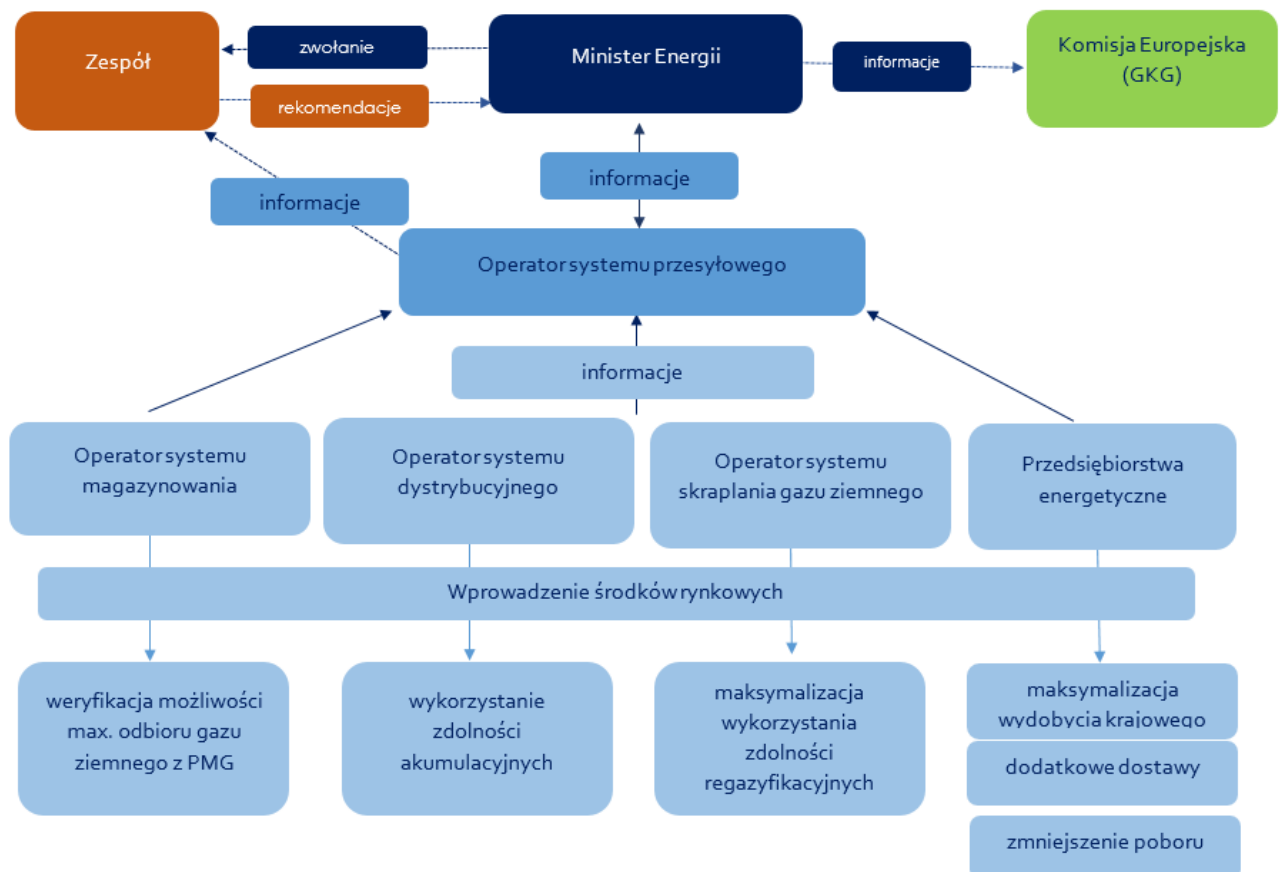 Zespół
zwołanie
rekomendacje
Minister Energii
informacje
Komisja Europejska
(GKG)
informacje
informacje
Operator systemu przesyłowego
informacje
Operator systemu
magazynowania
Operator systemu
dystrybucyjnego
Operator systemu
skraplania gazu ziemnego
Przedsiębiorstwa
energetyczne
Wprowadzenie środków rynkowych
weryfikacja możliwości
max. odbioru gazu
ziemnego z PMG
wykorzystanie
zdolności
akumulacyjnych
maksymalizacja
wykorzystania
zdolności
regazyfikacyjnych
maksymalizacja
wydobycia krajowego
dodatkowe dostawy
zmniejszenie poboru